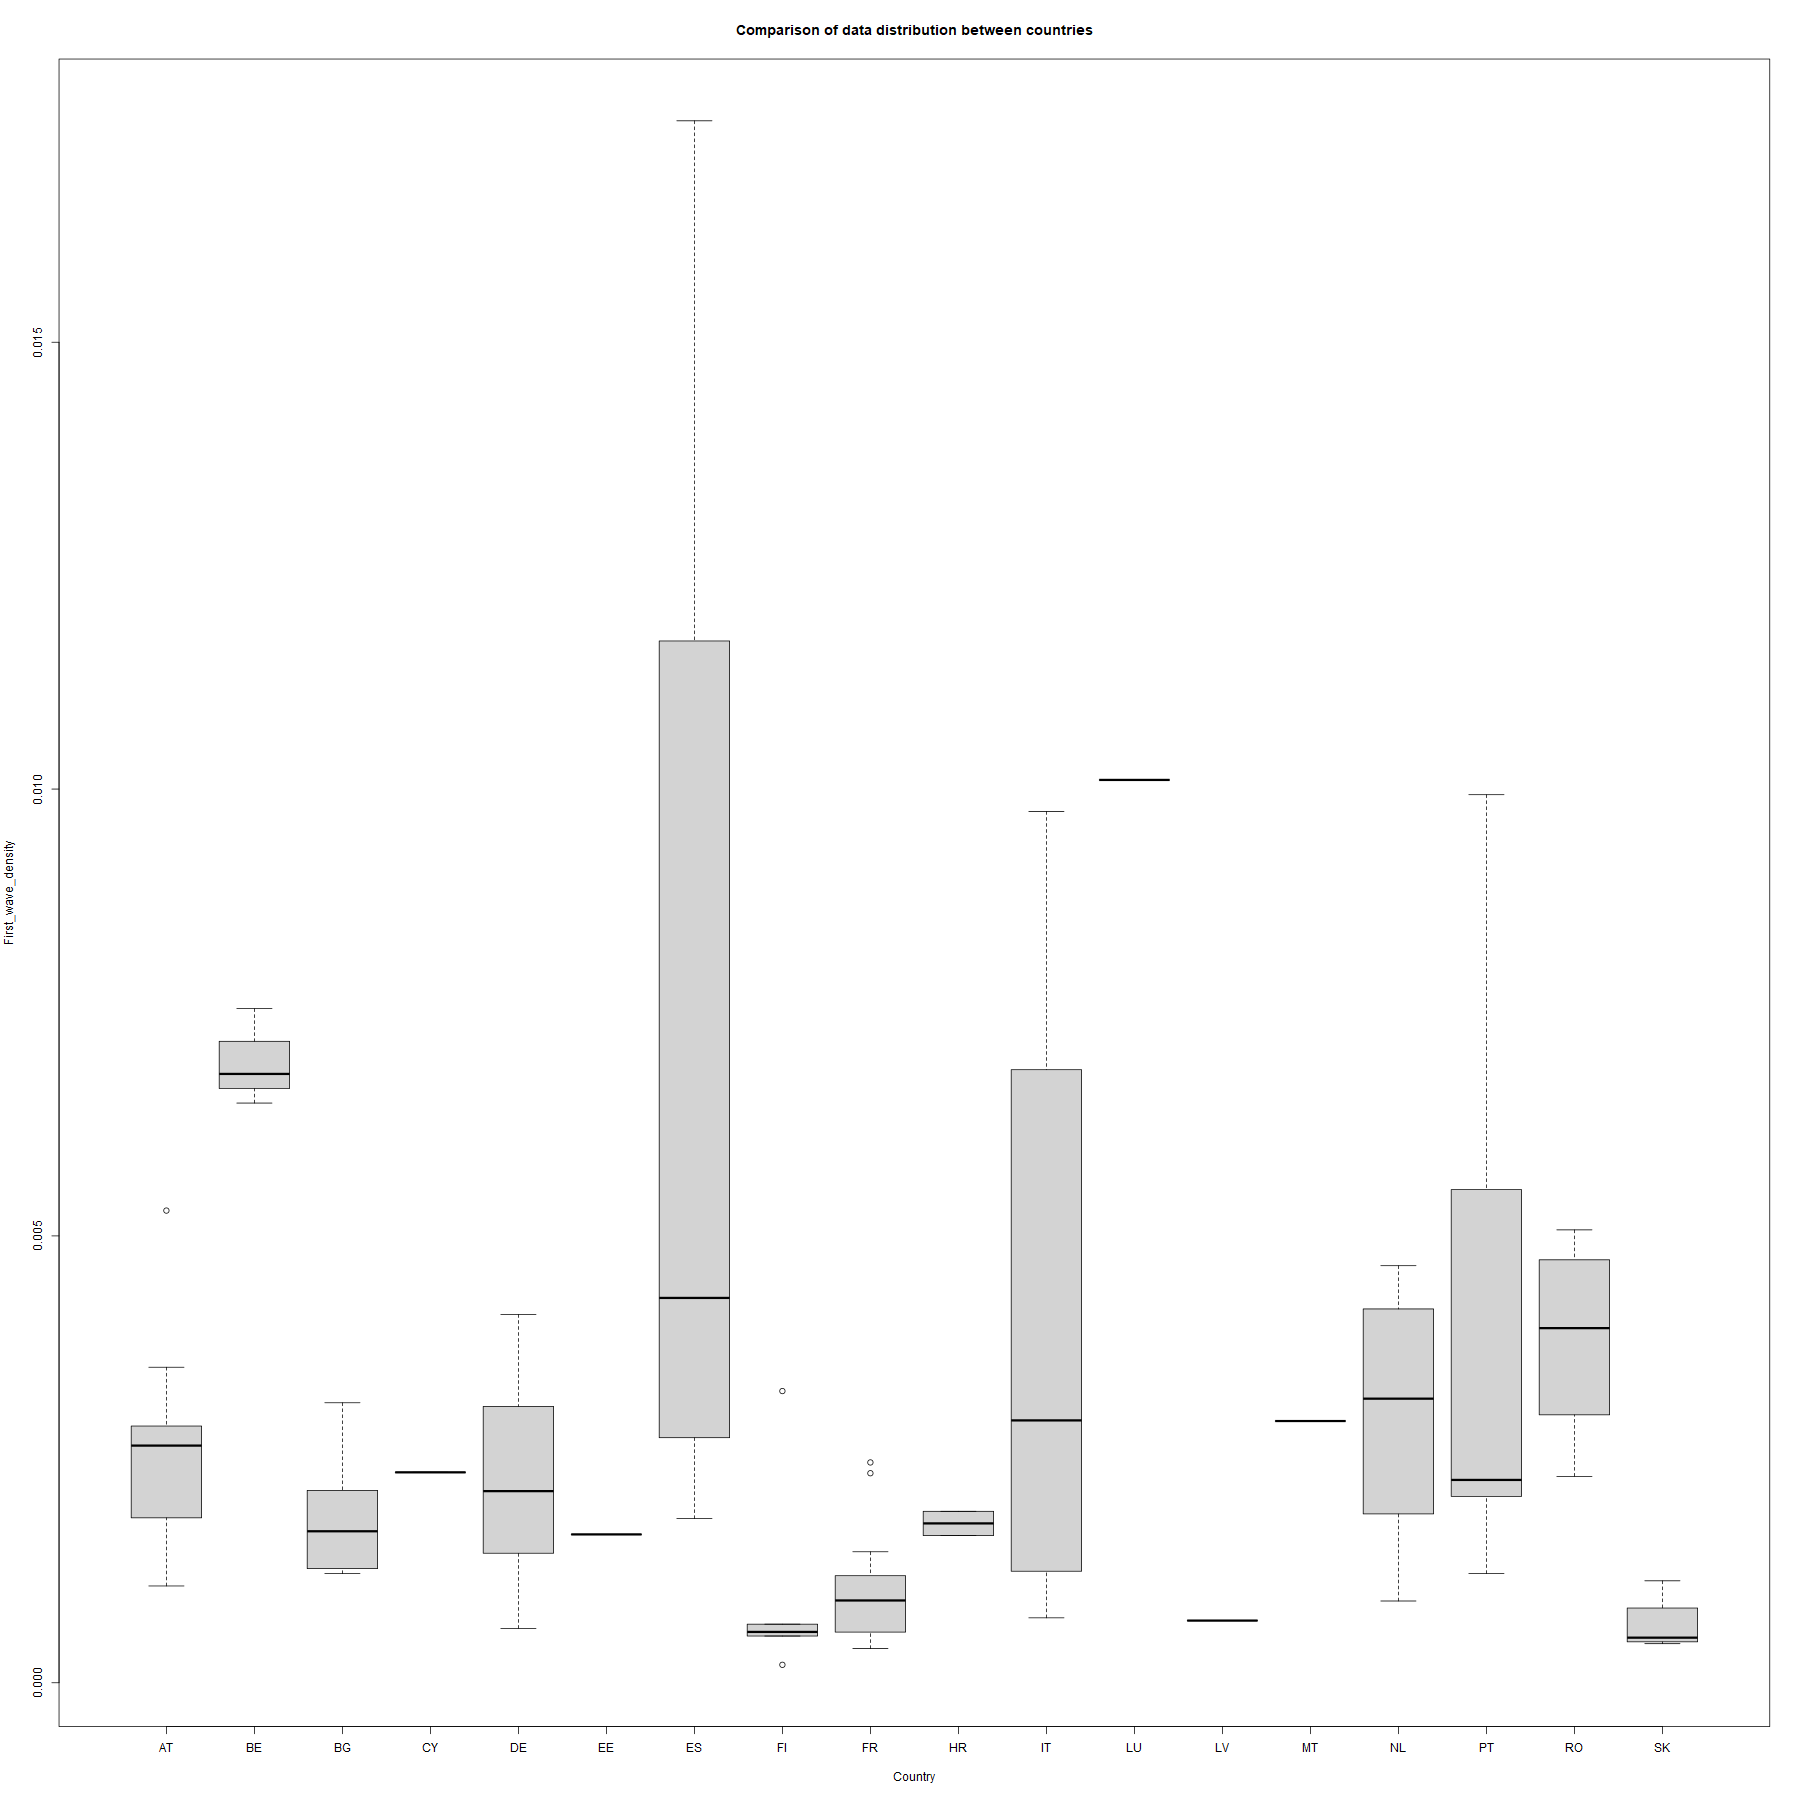 Comparison of data distribution between countries
0.015
0.010
0.005
0.000
First_wave_density
AT BE BG CY DE EE ES FI FR HR IT LU LV MT NL PT RO SK
Country